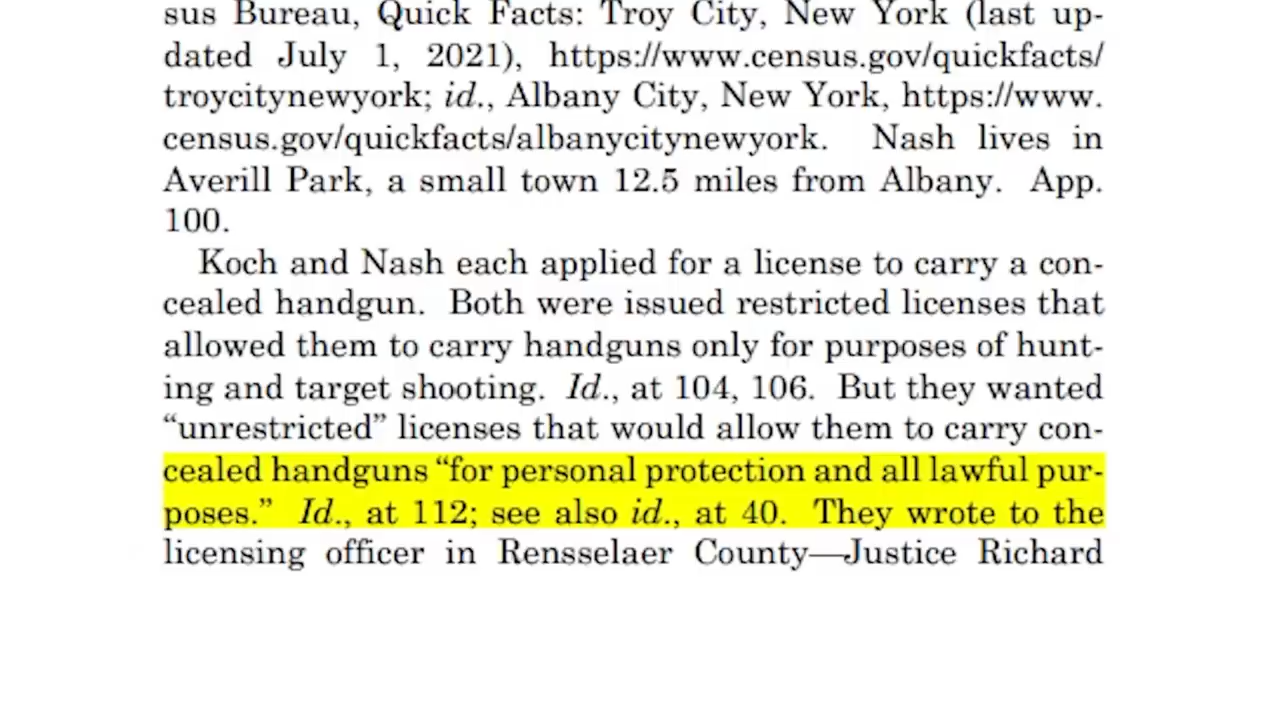 sus Bureau, Quick Facts: Troy City, New York (last up-
dated July 1, 2021), https://www.census.gov/quickfacts/
troycitynewyork; id., Albany City, New York, https://www.
census.gov/quickfacts/albanycitynewyork. Nash lives in
Averill Park, a small town 12.5 miles from Albany. App.
100.
Koch and Nash each applied for a license to carry a con-
cealed handgun. Both were issued restricted licenses that
allowed them to carry handguns only for purposes of hunt-
ing and target shooting. Id., at 104, 106. But they wanted
“unrestricted” licenses that would allow them to carry con-
cealed handguns “for personal protection and all lawful pur-
poses.” Id., at 112; see also id., at 40. They wrote to the
licensing officer in Rensselaer County—Justice Richard